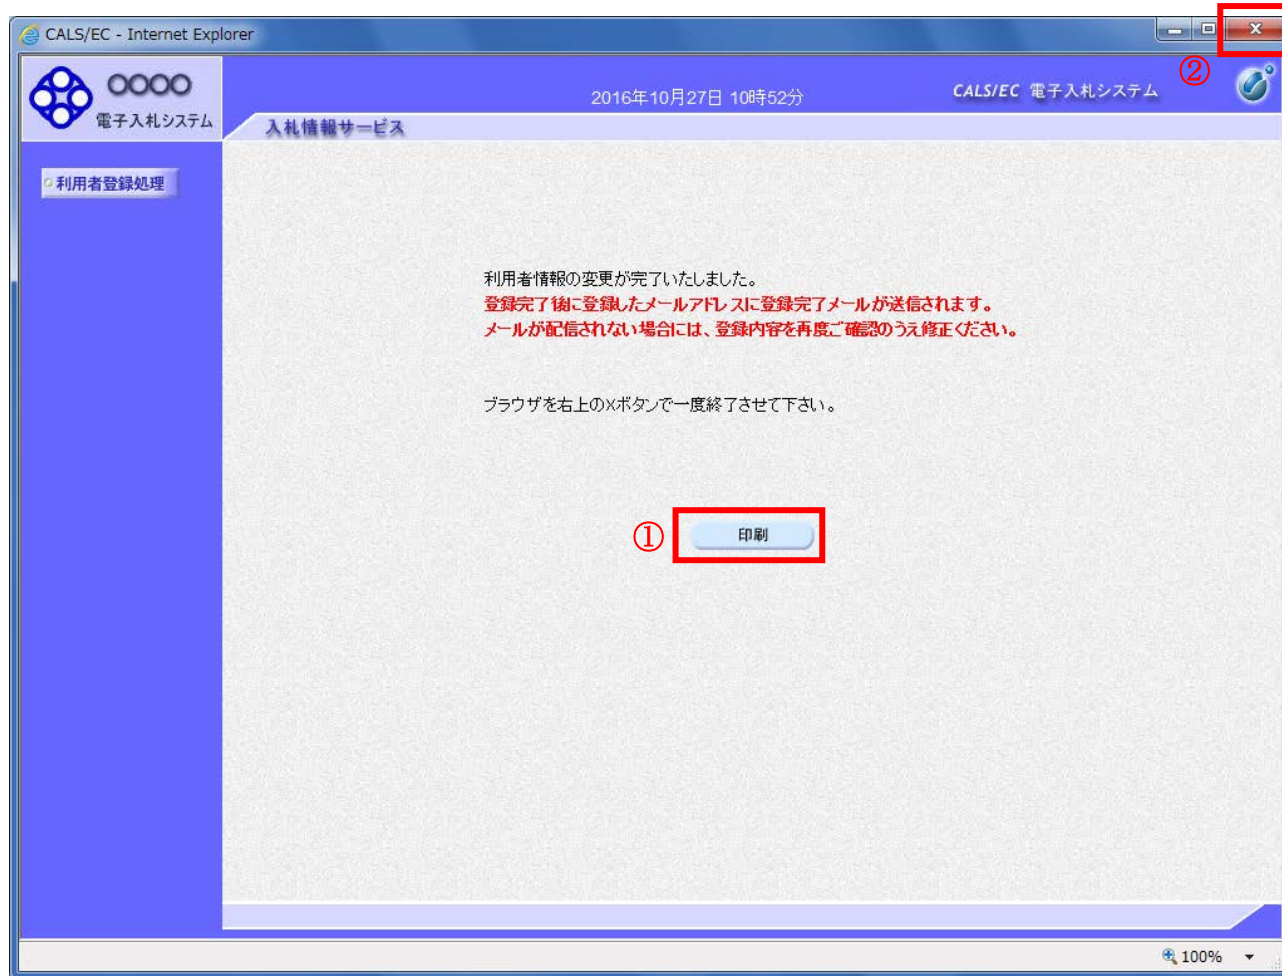 CALS/EC - Internet Explorer
②
〇〇〇〇
電子入札システム
2016年10月27日 10時52分
CALS/EC 電子入札システム
入札情報サービス
利用者登録処理
利用者情報の変更が完了いたしました。
登録完了後に登録したメールアドレスに登録完了メールが送信されます。
メールが配信されない場合には、登録内容を再度ご確認のうえ修正ください。
ブラウザを右上の×ボタンで一度終了させて下さい。
①
印刷
100%